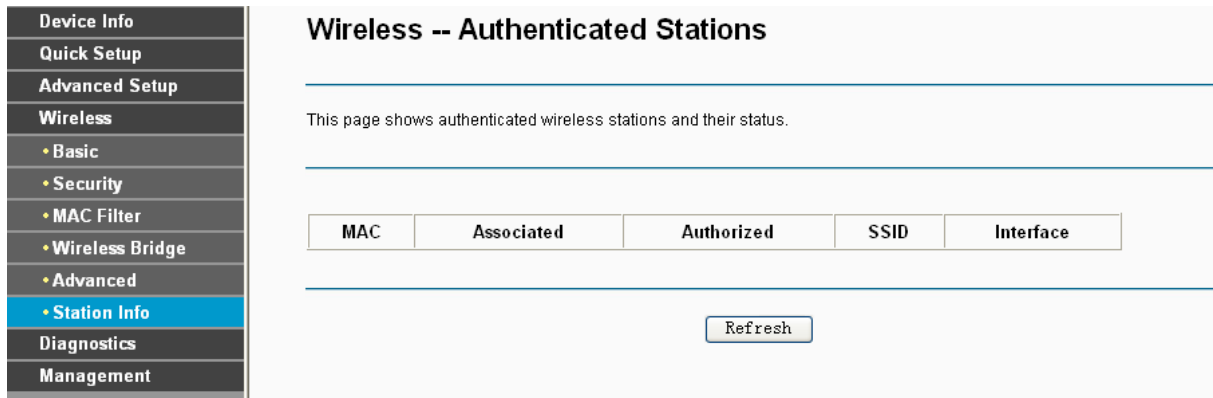 Device Info
Quick Setup
Advanced Setup
Wireless
•Basic
•Security
•MAC Filter
•Wireless Bridge
•Advanced
•Station Info
Diagnostics
Management
Wireless -- Authenticated Stations
This page shows authenticated wireless stations and their status.
MAC Associated Authorized SSID Interface
Refresh